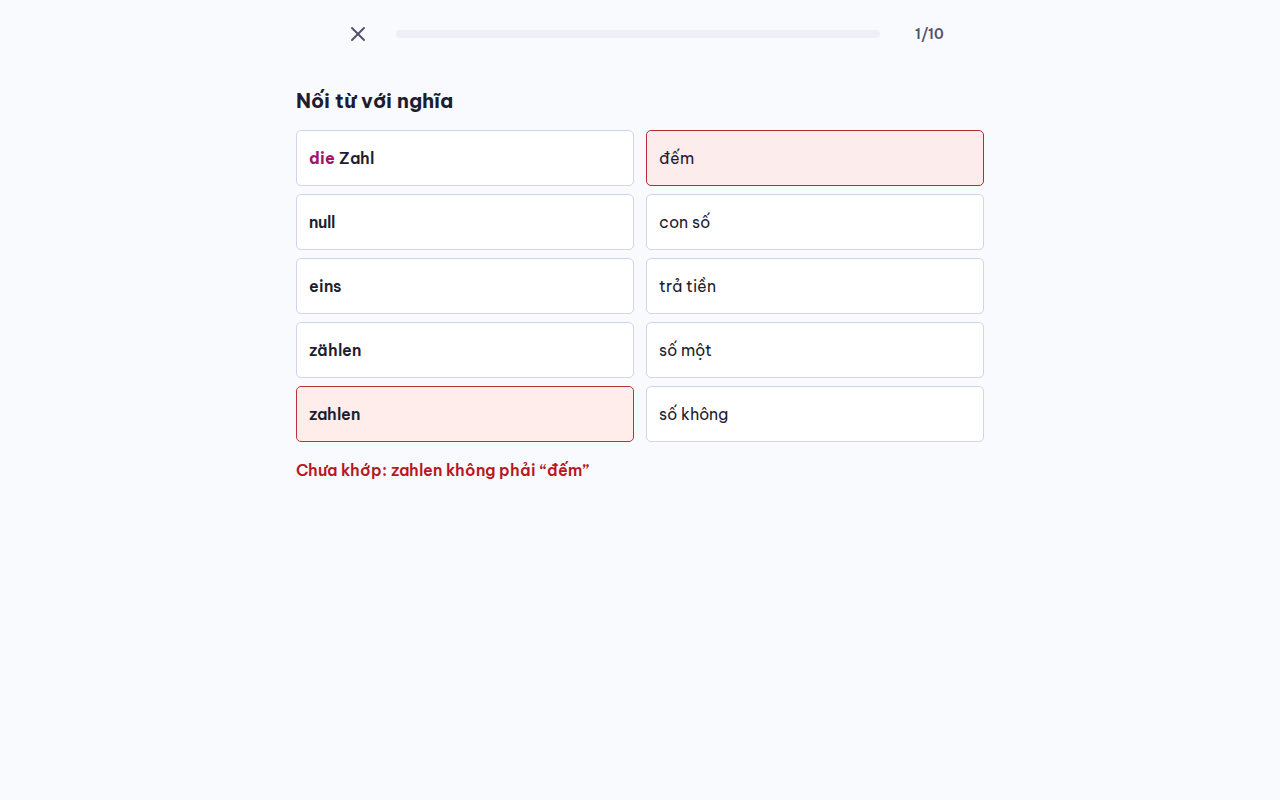 1/10
Nối từ với nghĩa
die Zahl
đếm
null
con số
eins
trả tiền
zählen
số một
zahlen
số không
Chưa khớp: zahlen không phải “đếm”